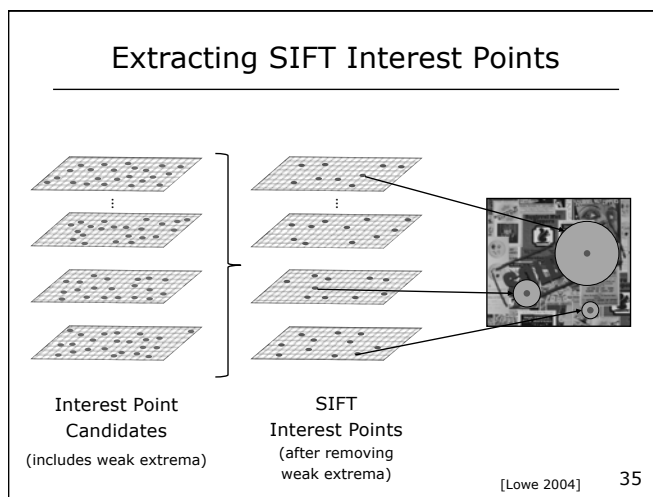 Extracting SIFT Interest Points
Interest Point
Candidates
(includes weak extrema)
SIFT
Interest Points
(after removing
weak extrema)
[Lowe 2004]
35